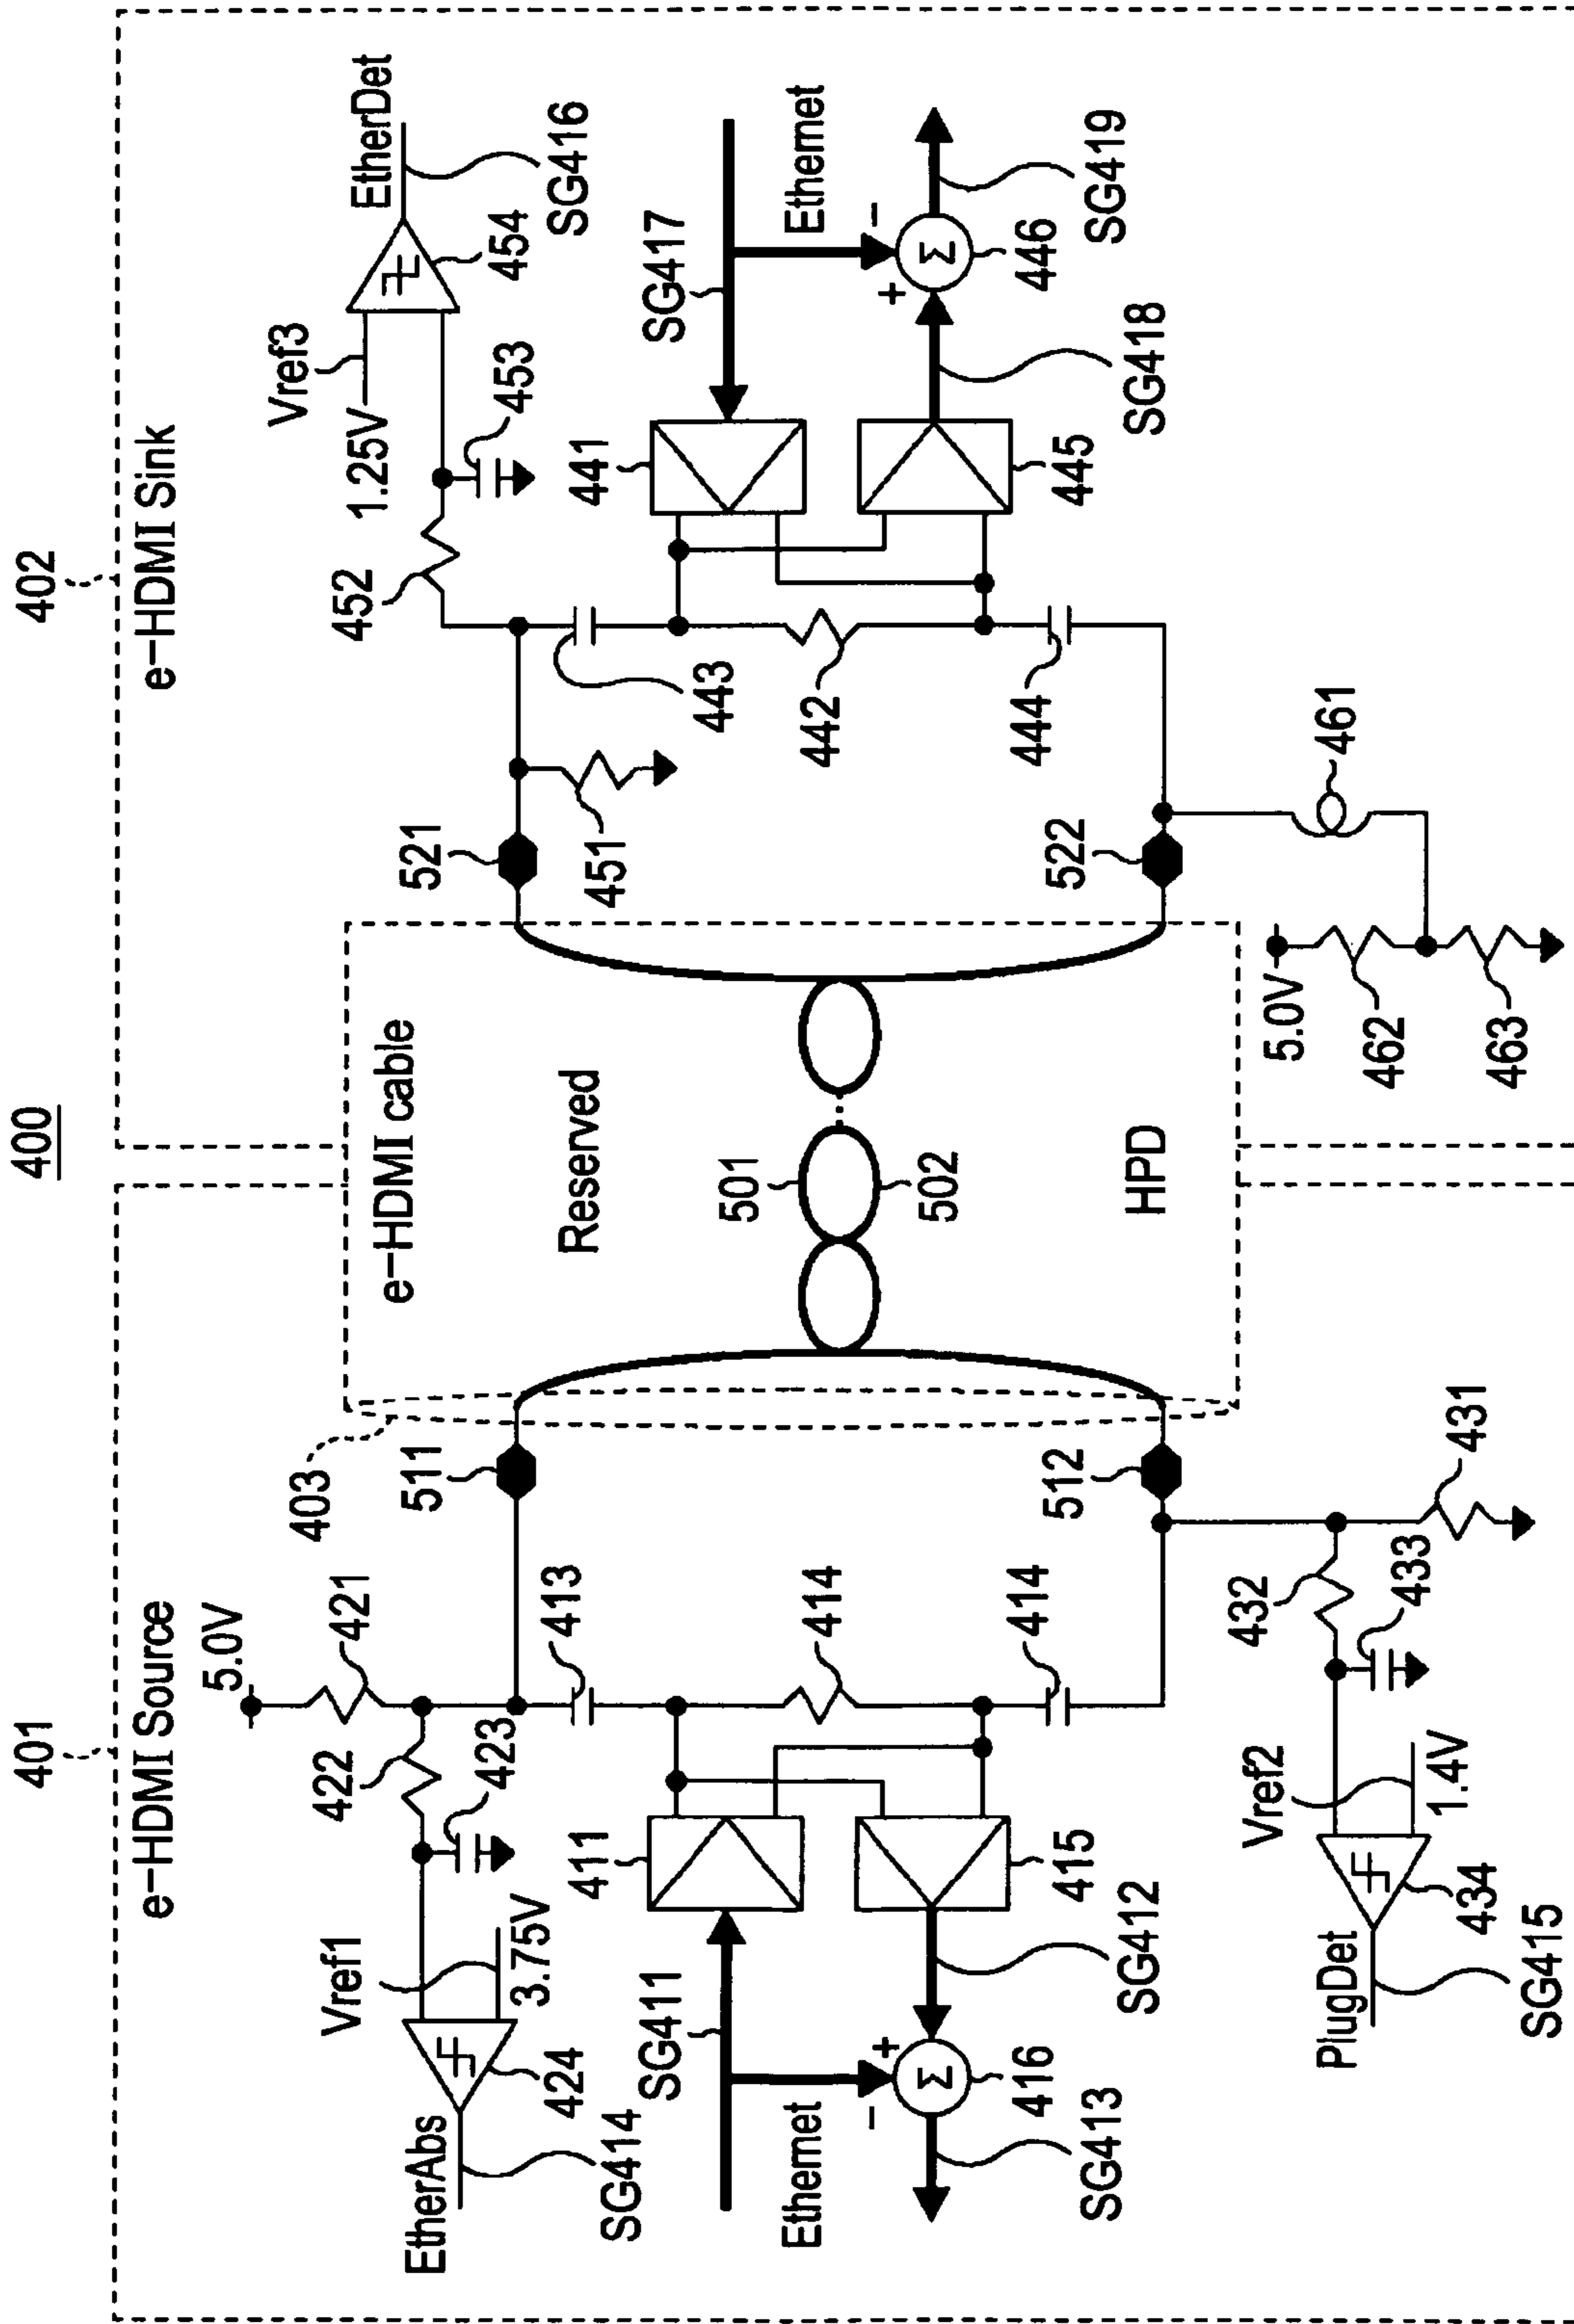 400
401
402
e-HDMI Source
e-HDMI Sink
5.0V
421
422
423
Vref1
3.75V
424
EtherAbs
SG414
403
511
e-HDMI cable
521
451
452
Vref3
1.25V
453
454
EtherDet
SG416
413
411
SG411
Ethernet
414
415
SG412
416
+
−
Σ
SG413
414
Reserved
501
502
HPD
443
442
444
441
SG417
Ethernet
445
SG418
446
+
−
Σ
SG419
512
522
432
433
431
Vref2
1.4V
434
PlugDet
SG415
5.0V
461
462
463